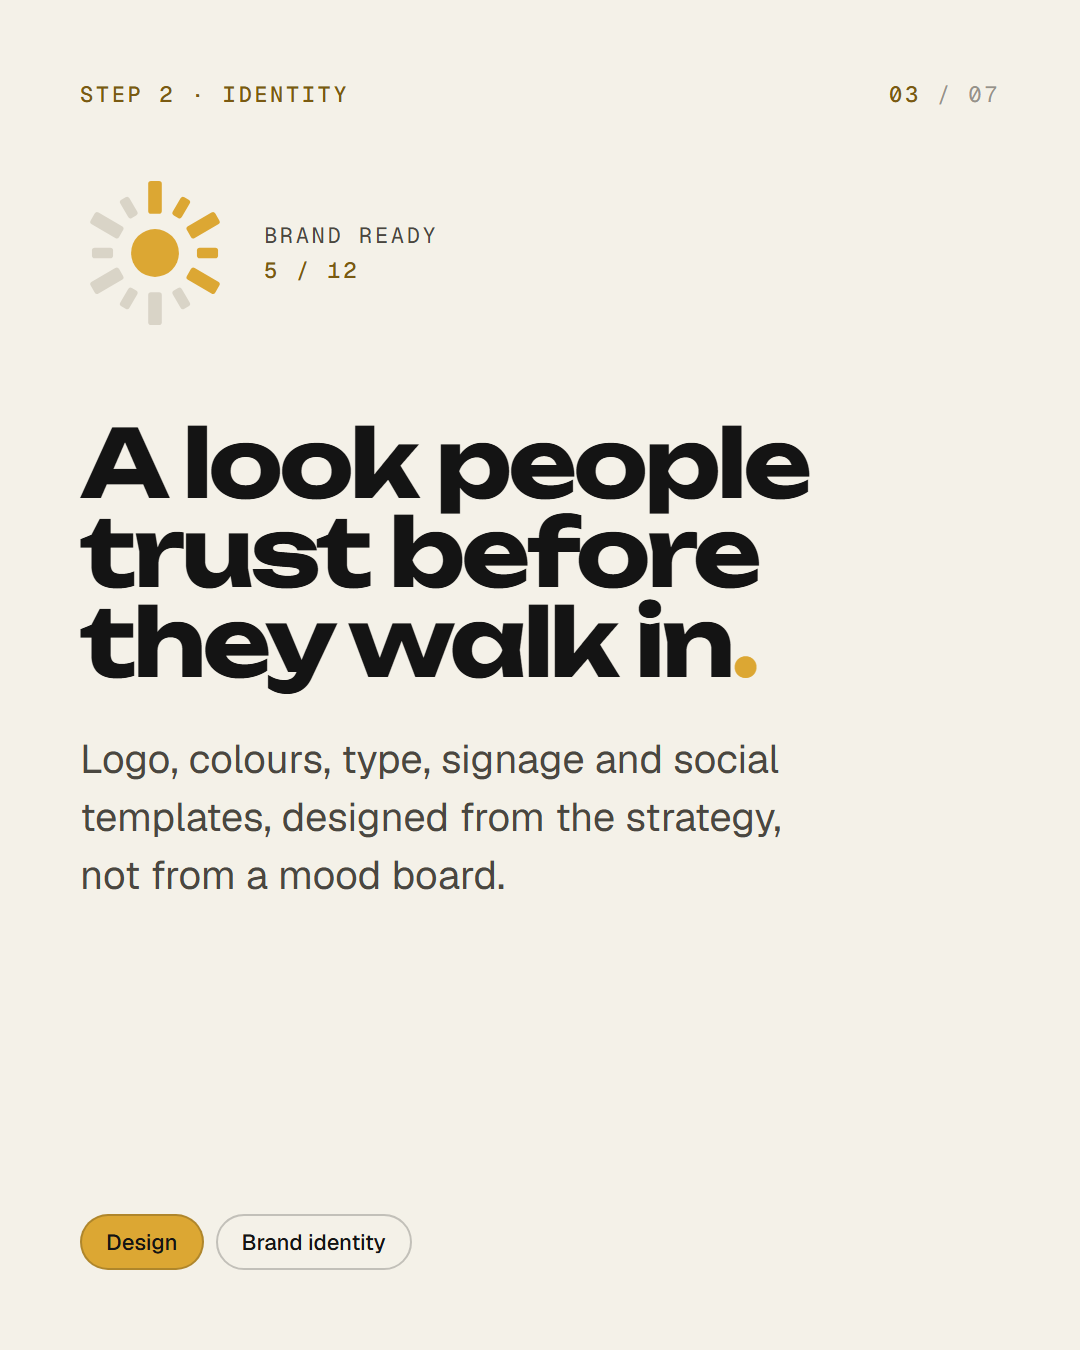 STEP 2 · IDENTITY
03 / 07
BRAND READY
5 / 12
A look people
trust before
they walk in.
Logo, colours, type, signage and social
templates, designed from the strategy,
not from a mood board.
Design
Brand identity